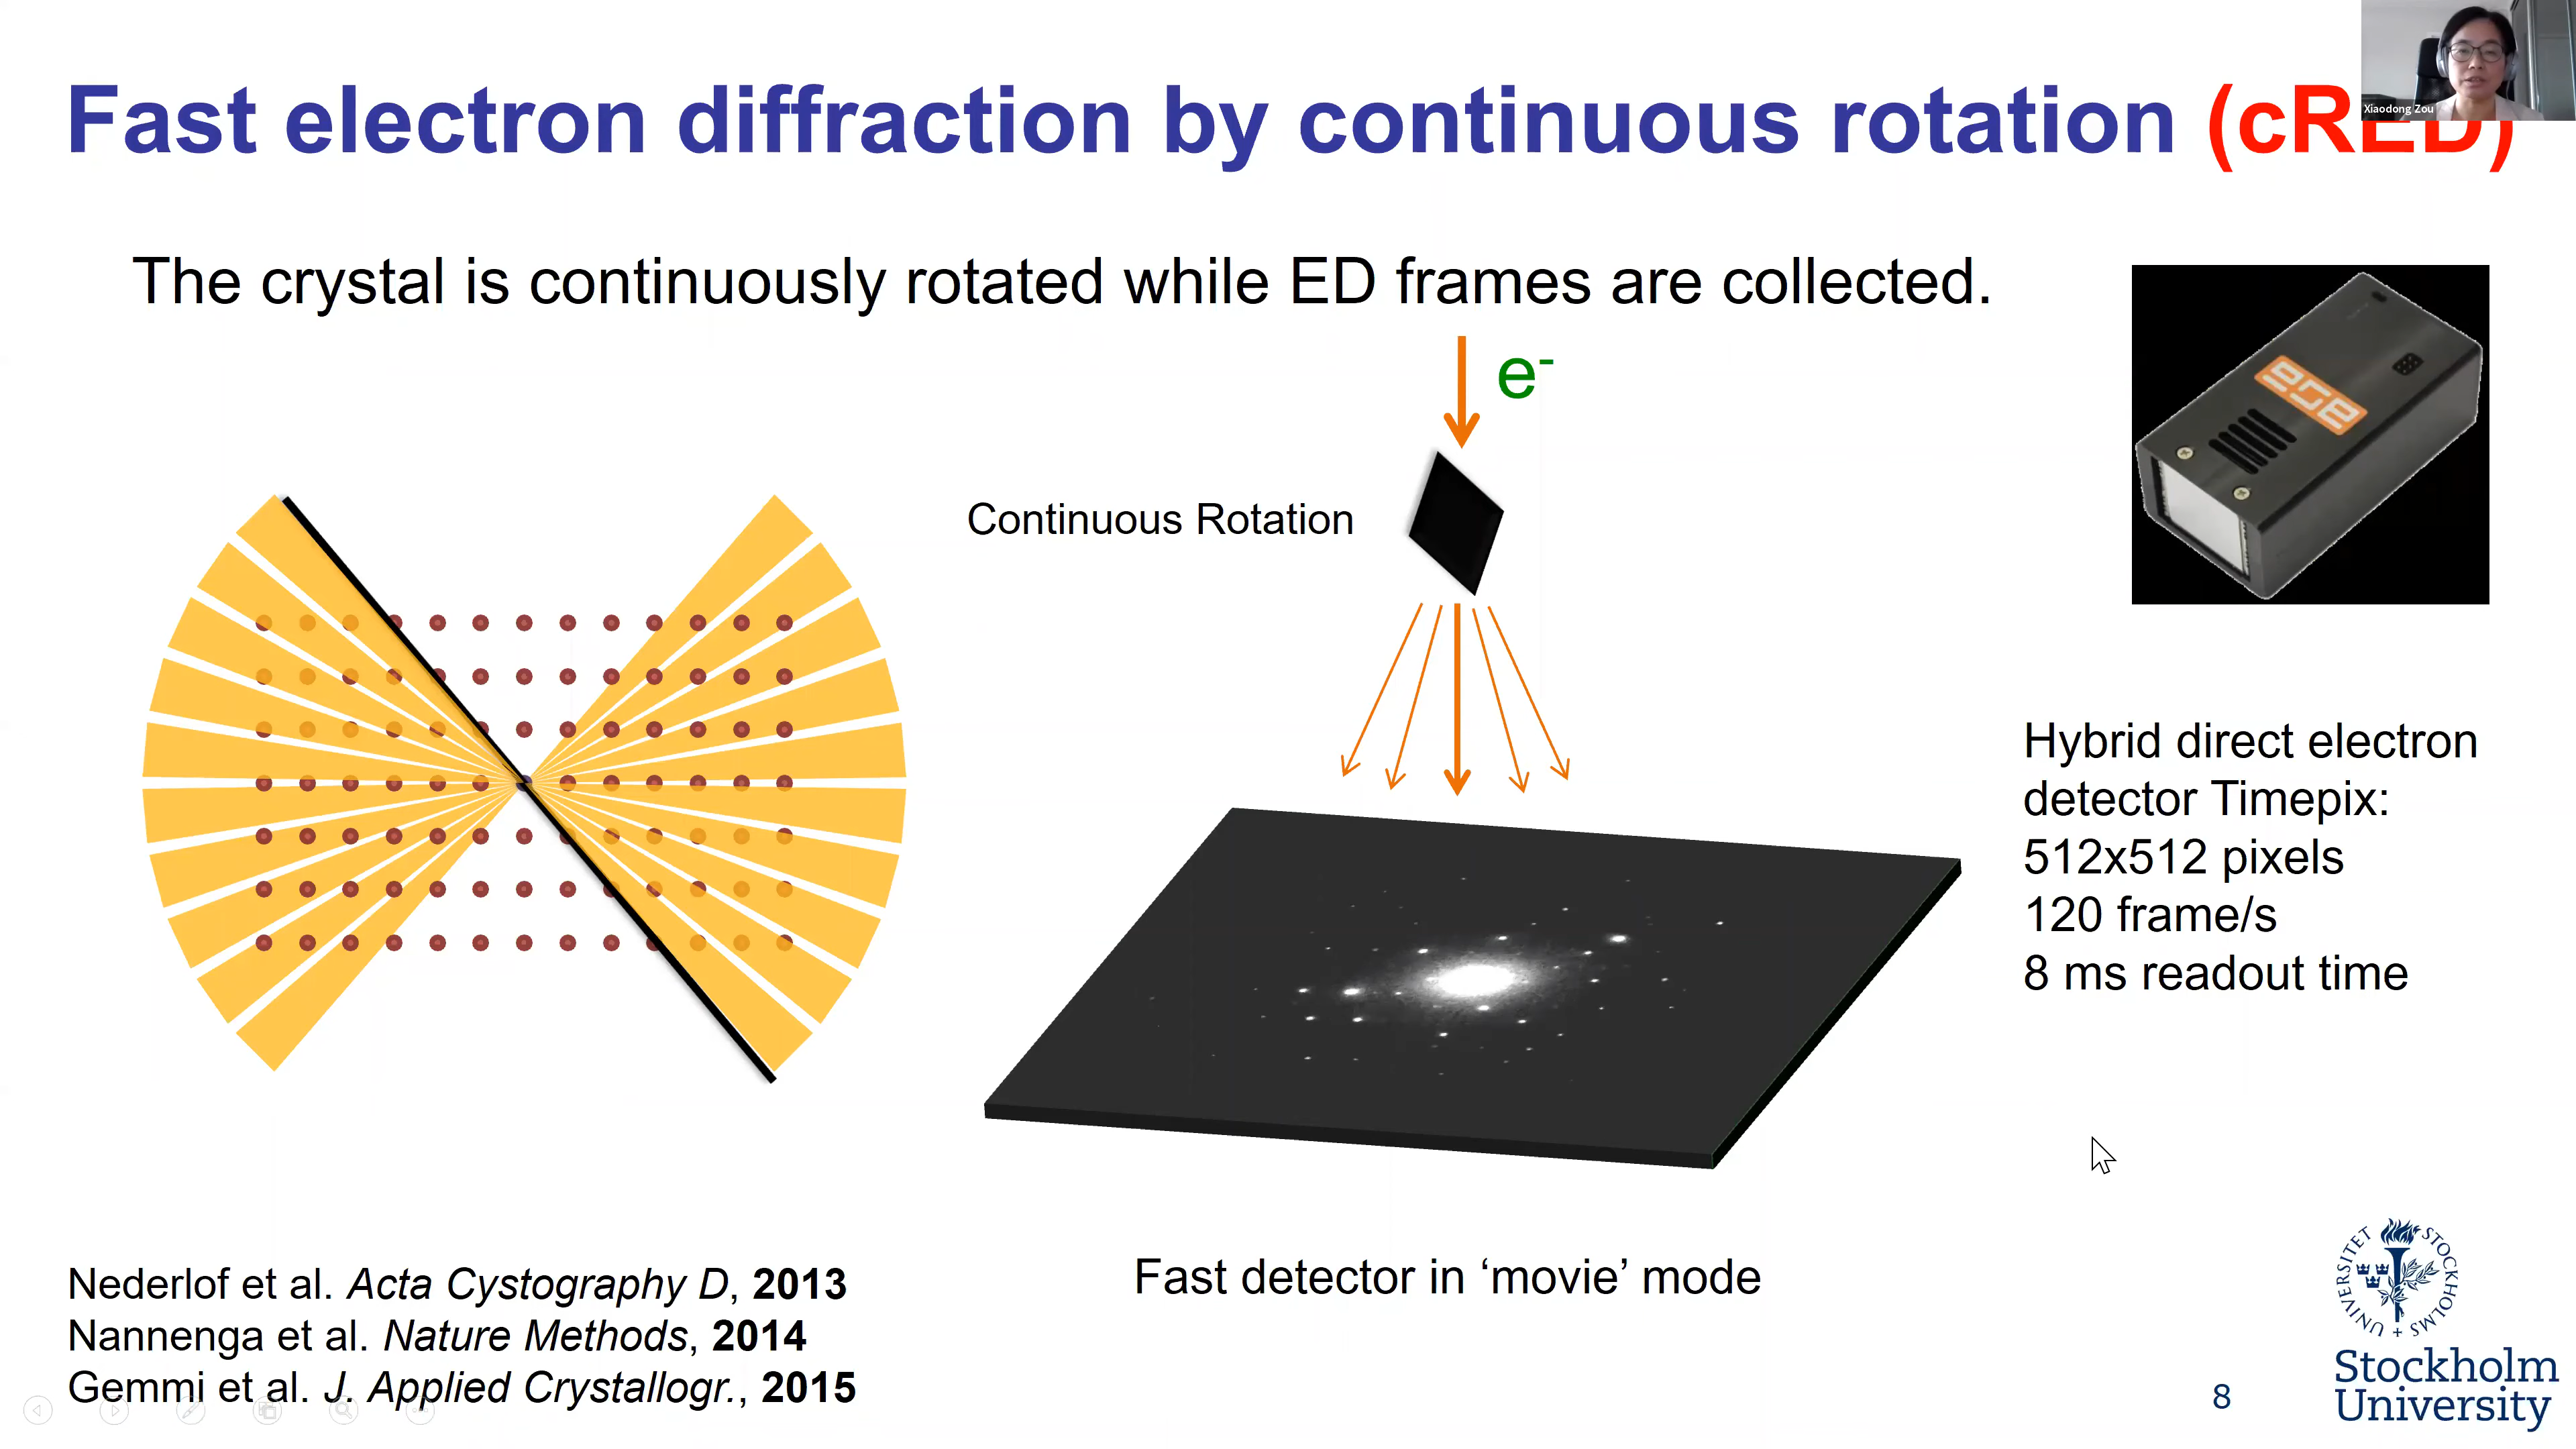 Fast electron diffraction by continuous rotation (cRED)
Xiaodong Zou
The crystal is continuously rotated while ED frames are collected.
e-
Continuous Rotation
Hybrid direct electron
detector Timepix:
512x512 pixels
120 frame/s
8 ms readout time
Fast detector in ‘movie’ mode
Nederlof et al. Acta Cystography D, 2013
Nannenga et al. Nature Methods, 2014
Gemmi et al. J. Applied Crystallogr., 2015
8
STOCKHOLMS UNIVERSITET
Stockholm
University